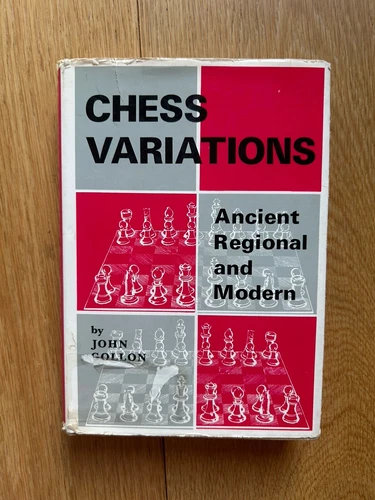 CHESS
VARIATIONS
Ancient
Regional
and
Modern
by
JOHN
GOLLON